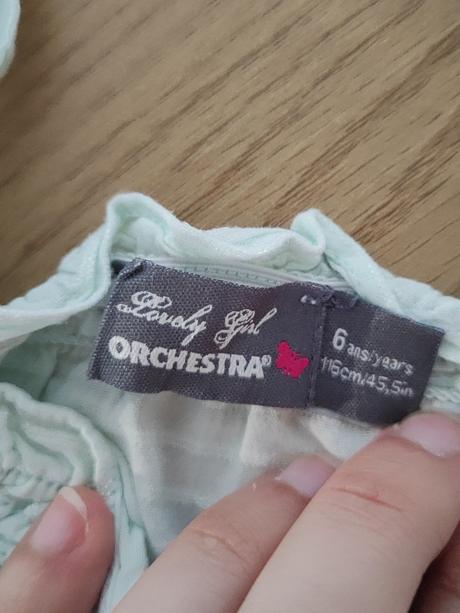 Lovely Girl
ORCHESTRA®
6 ans/years
116cm/45,5in